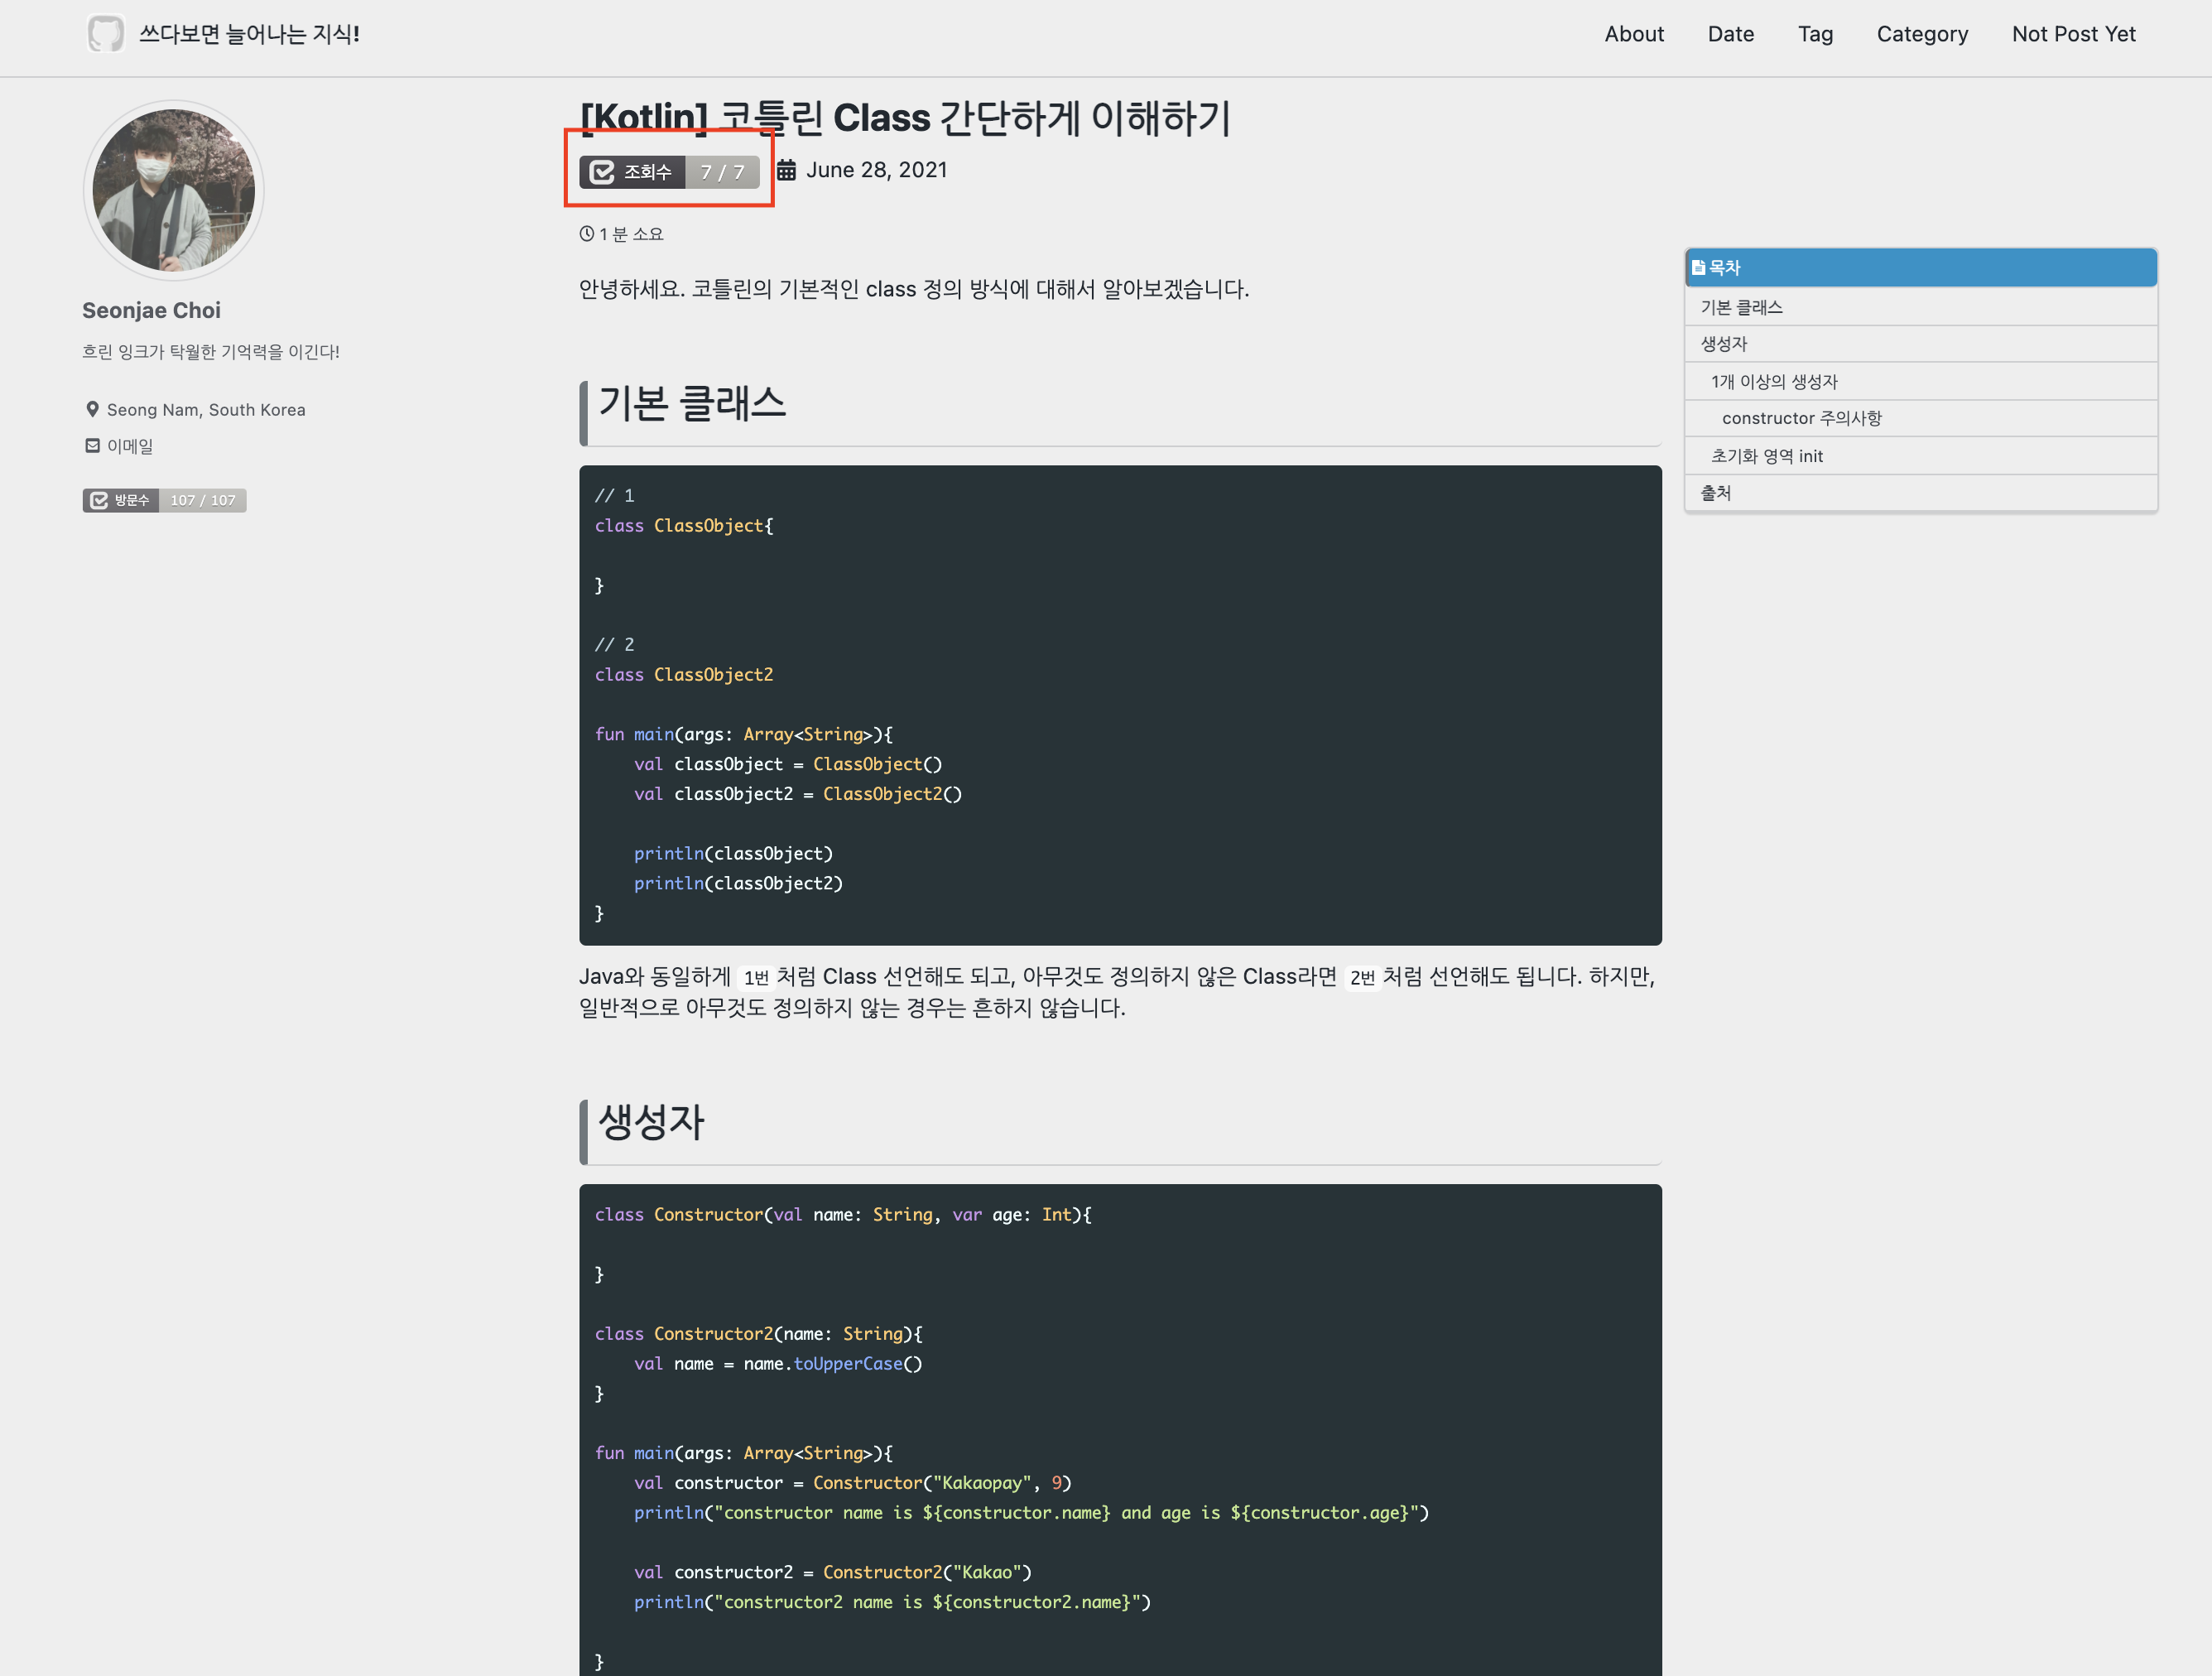 쓰다보면 늘어나는 지식!
About Date Tag Category Not Post Yet
Seonjae Choi
흐린 잉크가 탁월한 기억력을 이긴다!
Seong Nam, South Korea
이메일
방문수 107 / 107
[Kotlin] 코틀린 Class 간단하게 이해하기
조회수 7 / 7 June 28, 2021
1 분 소요
안녕하세요. 코틀린의 기본적인 class 정의 방식에 대해서 알아보겠습니다.
기본 클래스
// 1
class ClassObject{
}
// 2
class ClassObject2
fun main(args: Array<String>){
val classObject = ClassObject()
val classObject2 = ClassObject2()
println(classObject)
println(classObject2)
}
Java와 동일하게 1번 처럼 Class 선언해도 되고, 아무것도 정의하지 않은 Class라면 2번 처럼 선언해도 됩니다. 하지만,
일반적으로 아무것도 정의하지 않는 경우는 흔하지 않습니다.
생성자
class Constructor(val name: String, var age: Int){
}
class Constructor2(name: String){
val name = name.toUpperCase()
}
fun main(args: Array<String>){
val constructor = Constructor("Kakaopay", 9)
println("constructor name is ${constructor.name} and age is ${constructor.age}")
val constructor2 = Constructor2("Kakao")
println("constructor2 name is ${constructor2.name}")
}
목차
기본 클래스
생성자
1개 이상의 생성자
constructor 주의사항
초기화 영역 init
출처